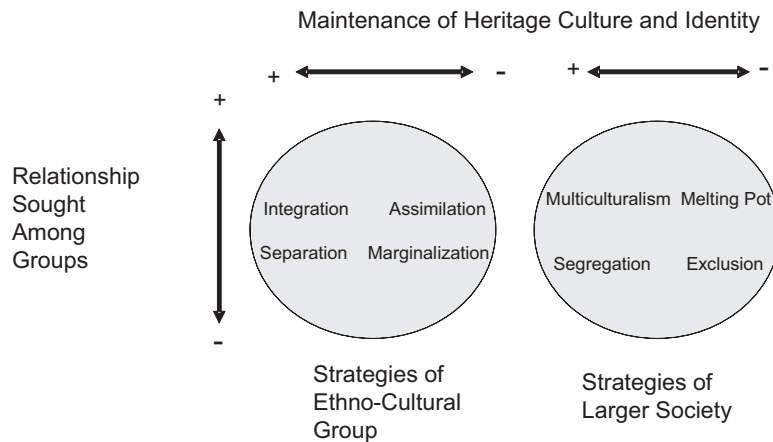 Maintenance of Heritage Culture and Identity
+ - + -
+
Relationship
Sought
Among
Groups
Integration Assimilation
Separation Marginalization
Multiculturalism Melting Pot
Segregation Exclusion
-
Strategies of
Ethno-Cultural
Group
Strategies of
Larger Society